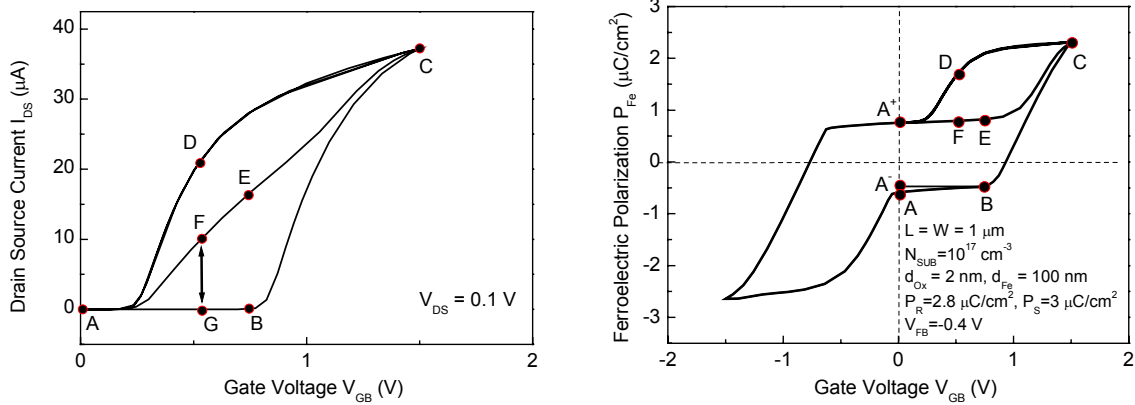 40
30
20
10
0
0
1
2
Drain Source Current I_DS (μA)
Gate Voltage V_GB (V)
A
B
C
D
E
F
G
V_DS = 0.1 V
3
2
1
0
-1
-2
-3
-2
-1
0
1
2
Ferroelectric Polarization P_Fe (μC/cm²)
Gate Voltage V_GB (V)
D
C
A⁺
F
E
A⁻
A
B
L = W = 1 μm
N_SUB=10¹⁷ cm⁻³
d_Ox = 2 nm, d_Fe = 100 nm
P_R=2.8 μC/cm², P_S=3 μC/cm²
V_FB=-0.4 V